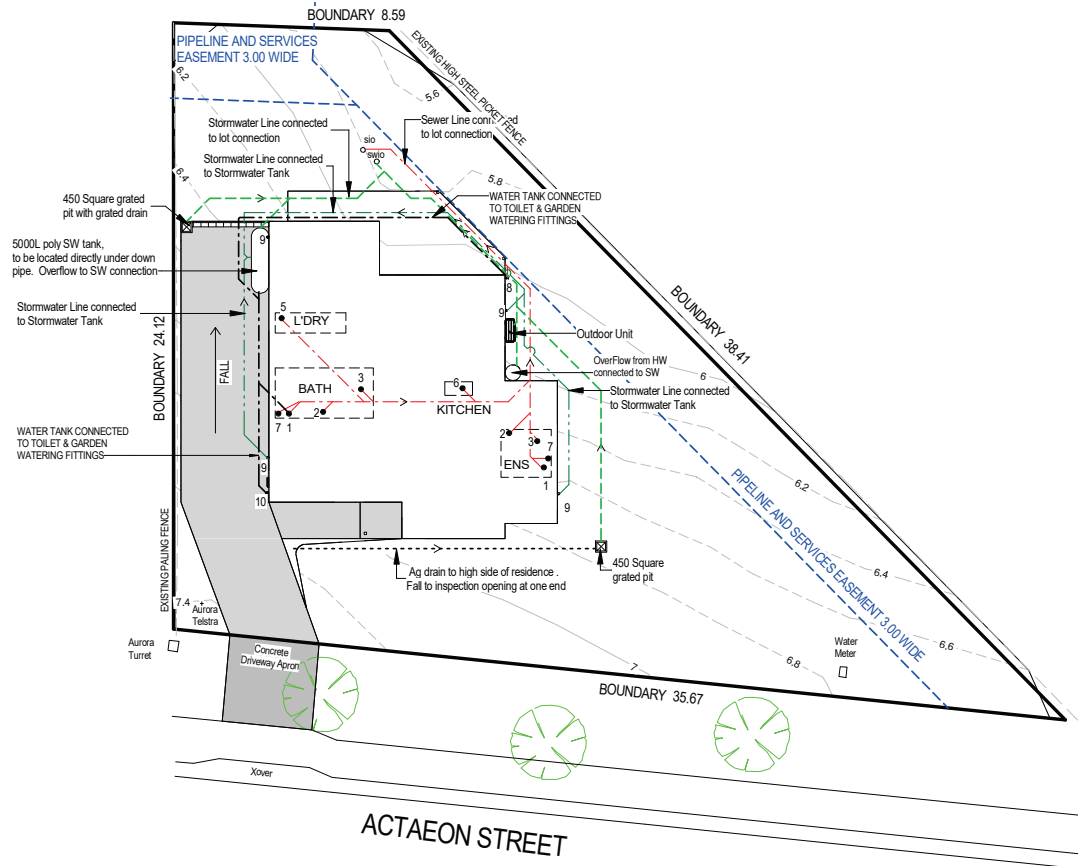 BOUNDARY 8.59
PIPELINE AND SERVICES
EASEMENT 3.00 WIDE
EXISTING HIGH STEEL PICKET FENCE
6.2
5.6
Stormwater Line connected
to lot connection
Sewer Line connected
to lot connection
sio
swio
Stormwater Line connected
to Stormwater Tank
6.4
5.8
450 Square grated
pit with grated drain
WATER TANK CONNECTED
TO TOILET & GARDEN
WATERING FITTINGS
5000L poly SW tank,
to be located directly under down
pipe. Overflow to SW connection
9
8
9
BOUNDARY 38.41
Stormwater Line connected
to Stormwater Tank
5
L'DRY
Outdoor Unit
BOUNDARY 24.12
FALL
OverFlow from HW
connected to SW
6
BATH
3
6
KITCHEN
Stormwater Line connected
to Stormwater Tank
7
1
2
WATER TANK CONNECTED
TO TOILET & GARDEN
WATERING FITTINGS
2
3
7
ENS
1
9
10
9
6.2
PIPELINE AND SERVICES EASEMENT 3.00 WIDE
EXISTING PALING FENCE
Ag drain to high side of residence .
Fall to inspection opening at one end
450 Square
grated pit
6.4
7.4
Aurora
Telstra
6.6
Aurora
Turret
Concrete
Driveway Apron
Water
Meter
7
6.8
BOUNDARY 35.67
Xover
ACTAEON STREET